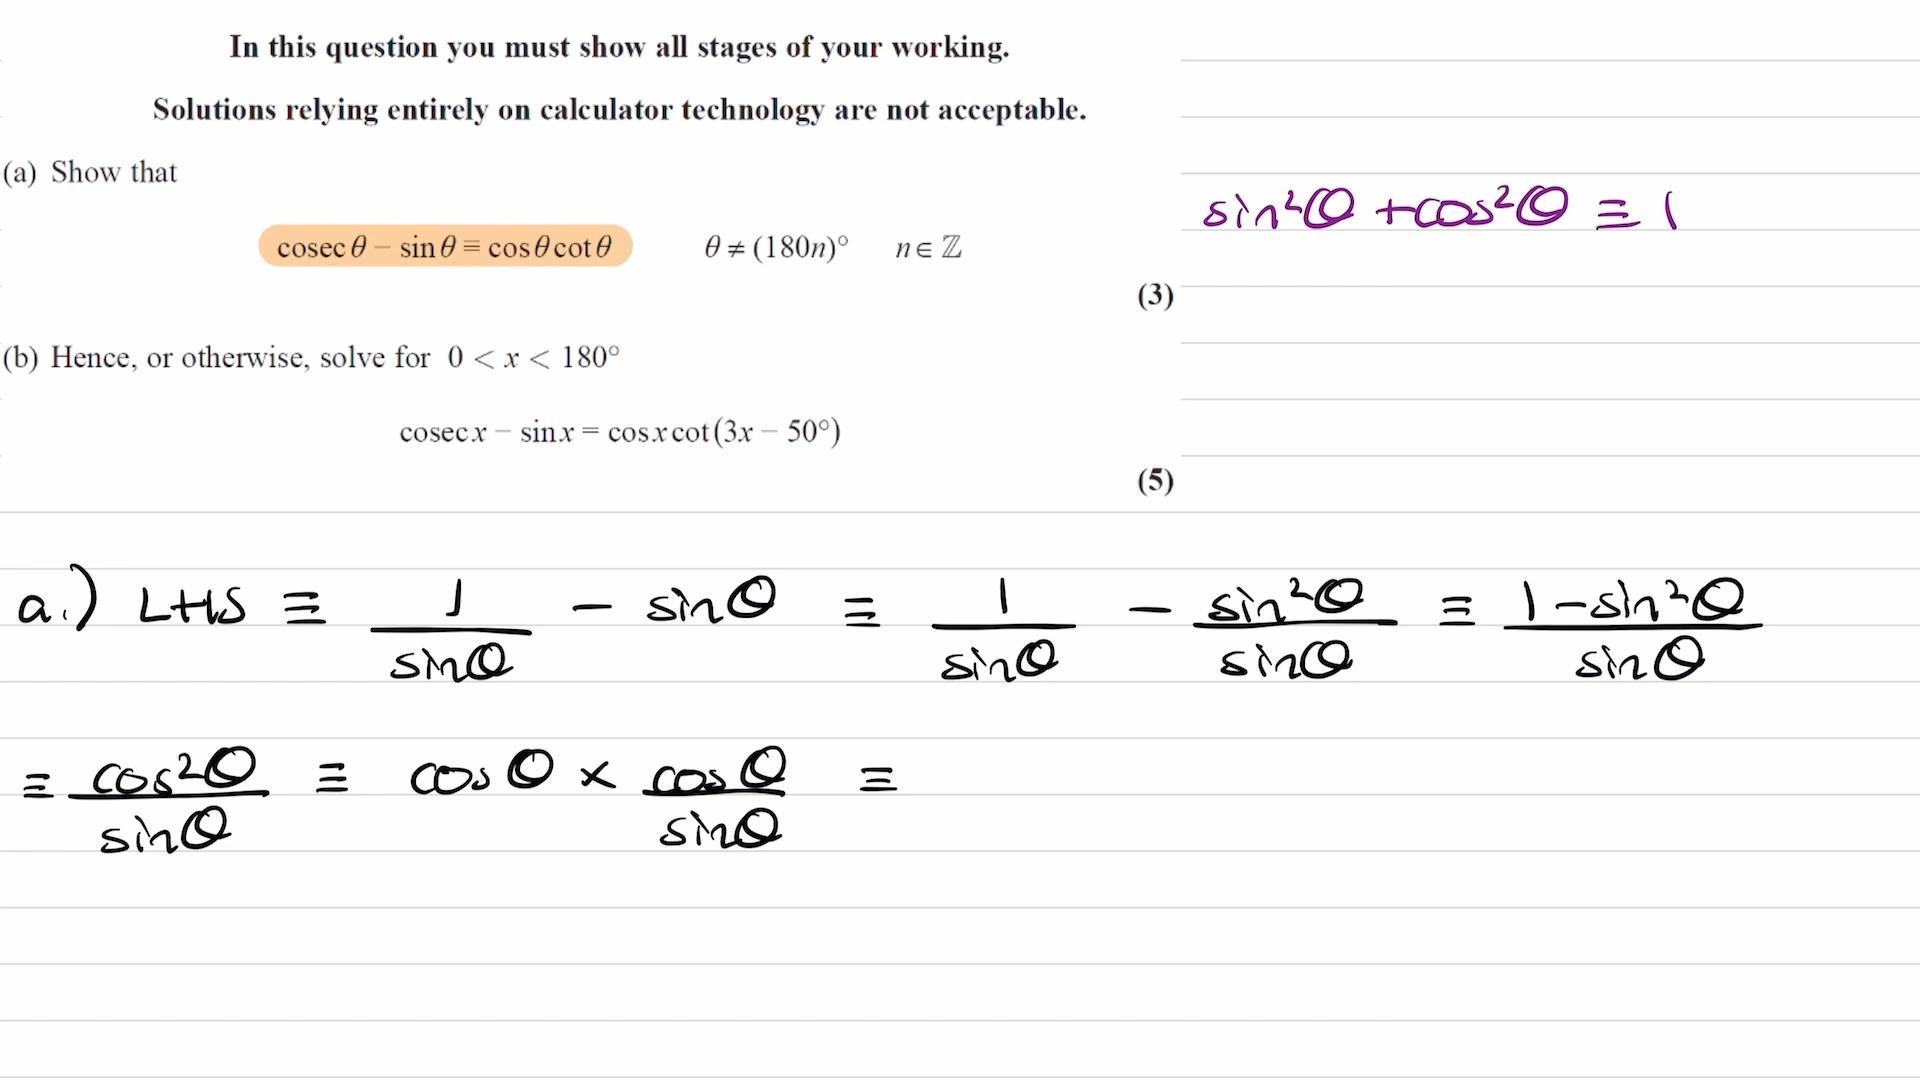 In this question you must show all stages of your working.
Solutions relying entirely on calculator technology are not acceptable.
(a) Show that
cosec θ − sin θ ≡ cos θ cot θ    θ ≠ (180n)°    n ∈ ℤ
sin²θ + cos²θ ≡ 1
(3)
(b) Hence, or otherwise, solve for 0 < x < 180°
cosec x − sin x = cos x cot (3x − 50°)
(5)
a.) LHS ≡ 1/sinθ − sinθ ≡ 1/sinθ − sin²θ/sinθ ≡ (1 − sin²θ)/sinθ
≡ cos²θ/sinθ ≡ cosθ × cosθ/sinθ ≡